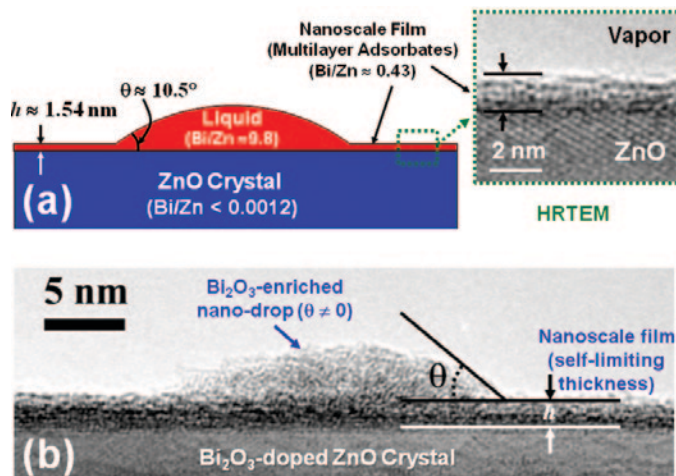 Nanoscale Film
(Multilayer Adsorbates)
(Bi/Zn ≈ 0.43)
θ ≈ 10.5°
h ≈ 1.54 nm
Liquid
(Bi/Zn ≈9.8)
ZnO Crystal
(Bi/Zn < 0.0012)
(a)
Vapor
2 nm
ZnO
HRTEM
5 nm
Bi₂O₃-enriched
nano-drop (θ ≠ 0)
Nanoscale film
(self-limiting
thickness)
θ
h
(b)
Bi₂O₃-doped ZnO Crystal